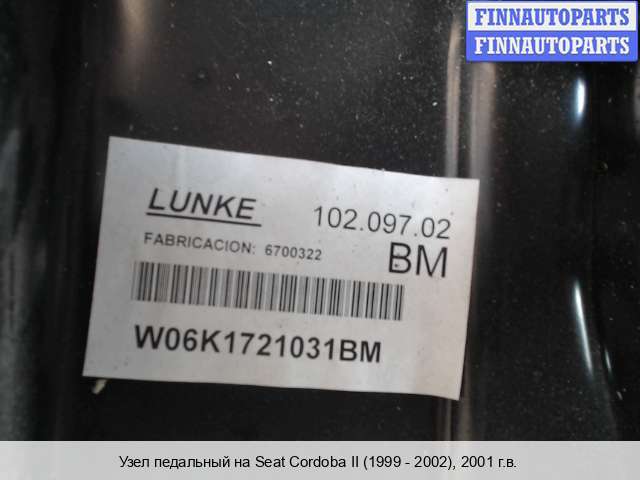 FINNAUTOPARTS
FINNAUTOPARTS
LUNKE 102.097.02
FABRICACION: 6700322 BM
W06K1721031BM
Узел педальный на Seat Cordoba II (1999 - 2002), 2001 г.в.